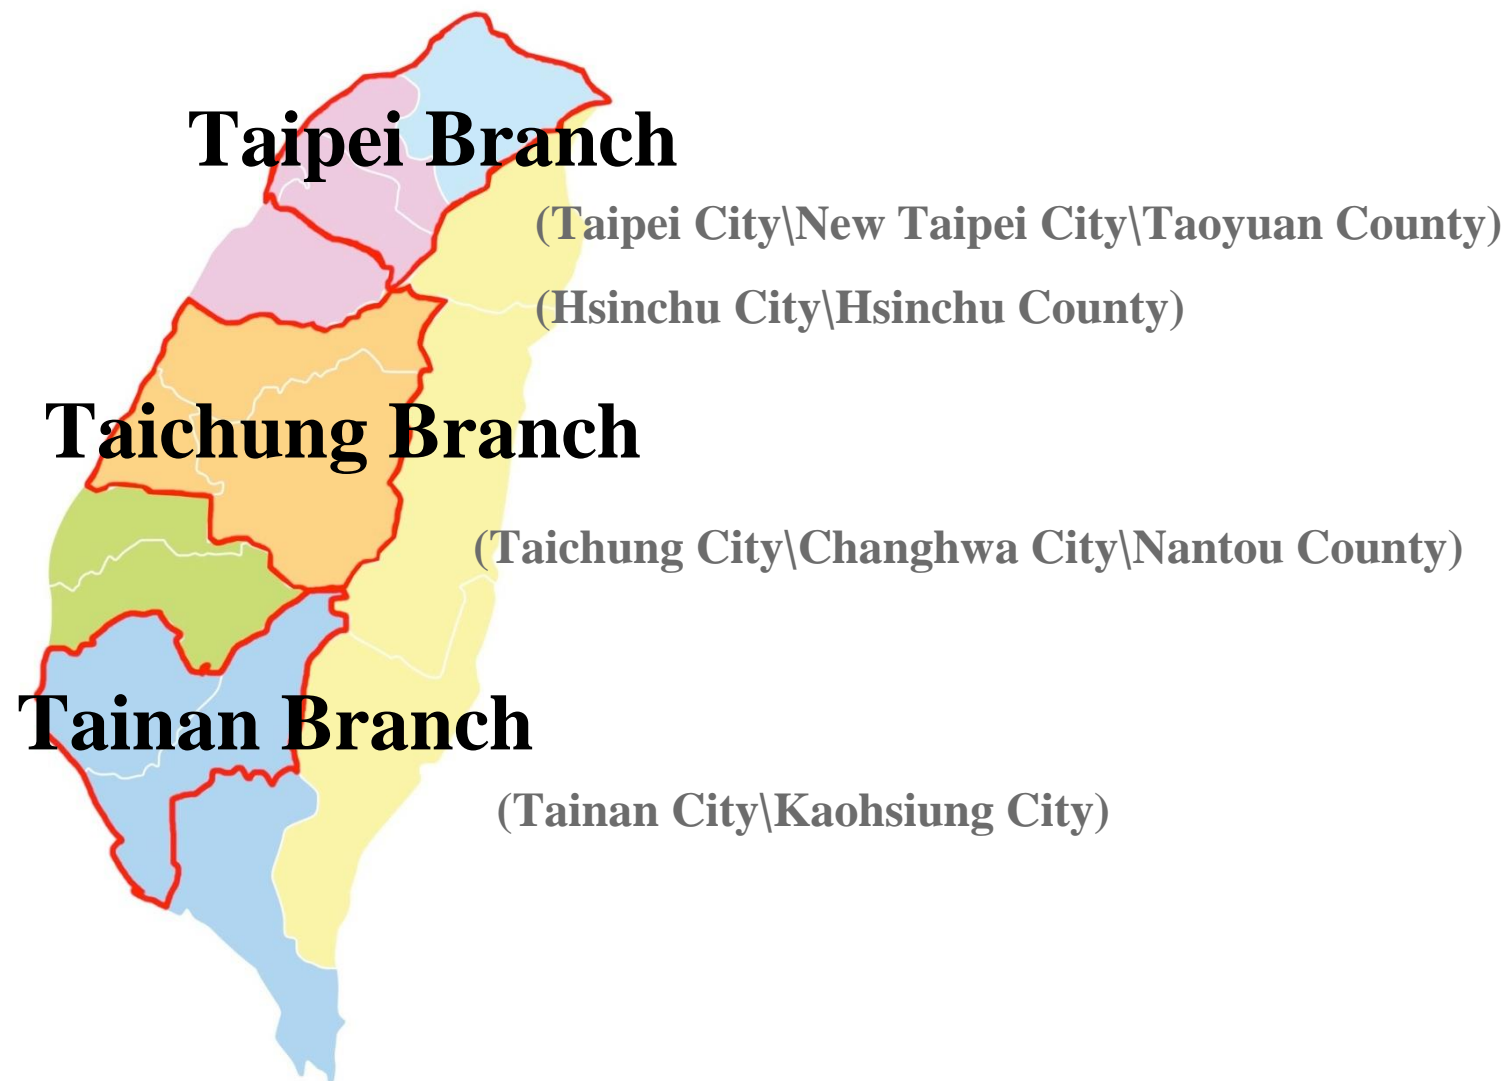 Taipei Branch
(Taipei City\New Taipei City\Taoyuan County)
(Hsinchu City\Hsinchu County)
Taichung Branch
(Taichung City\Changhwa City\Nantou County)
Tainan Branch
(Tainan City\Kaohsiung City)